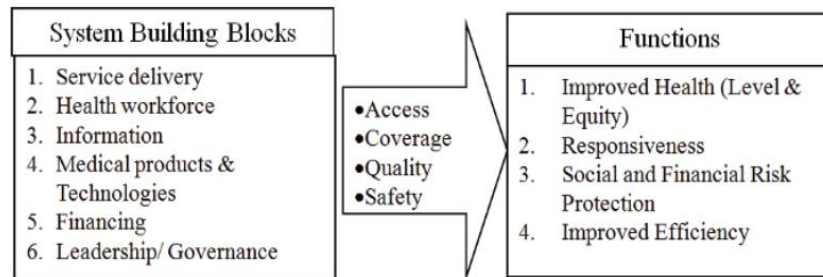 System Building Blocks
1. Service delivery
2. Health workforce
3. Information
4. Medical products &
Technologies
5. Financing
6. Leadership/ Governance
•Access
•Coverage
•Quality
•Safety
Functions
1. Improved Health (Level &
Equity)
2. Responsiveness
3. Social and Financial Risk
Protection
4. Improved Efficiency